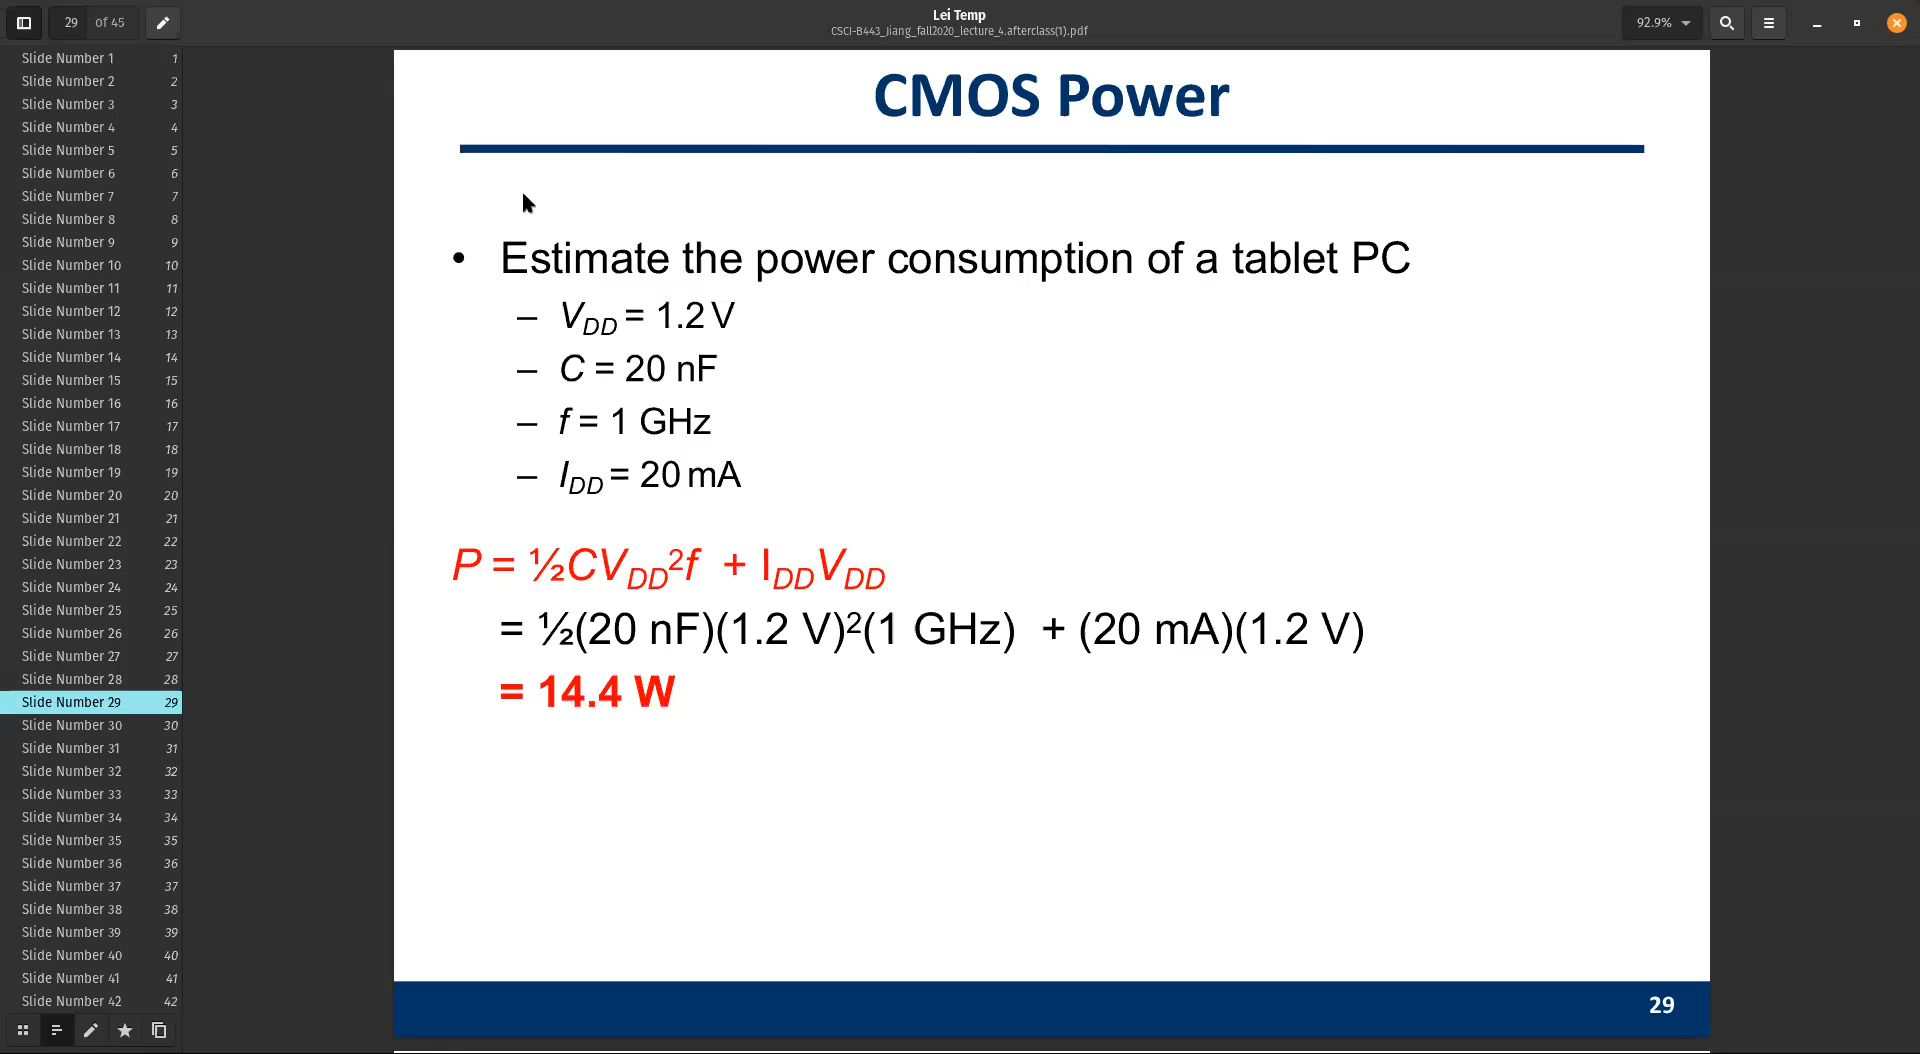 29 of 45
Lei Temp
CSCI-B443_Jiang_fall2020_lecture_4.afterclass(1).pdf
92.9%
Slide Number 1 1
Slide Number 2 2
Slide Number 3 3
Slide Number 4 4
Slide Number 5 5
Slide Number 6 6
Slide Number 7 7
Slide Number 8 8
Slide Number 9 9
Slide Number 10 10
Slide Number 11 11
Slide Number 12 12
Slide Number 13 13
Slide Number 14 14
Slide Number 15 15
Slide Number 16 16
Slide Number 17 17
Slide Number 18 18
Slide Number 19 19
Slide Number 20 20
Slide Number 21 21
Slide Number 22 22
Slide Number 23 23
Slide Number 24 24
Slide Number 25 25
Slide Number 26 26
Slide Number 27 27
Slide Number 28 28
Slide Number 29 29
Slide Number 30 30
Slide Number 31 31
Slide Number 32 32
Slide Number 33 33
Slide Number 34 34
Slide Number 35 35
Slide Number 36 36
Slide Number 37 37
Slide Number 38 38
Slide Number 39 39
Slide Number 40 40
Slide Number 41 41
Slide Number 42 42
CMOS Power
• Estimate the power consumption of a tablet PC
– V_DD = 1.2 V
– C = 20 nF
– f = 1 GHz
– I_DD = 20 mA
P = ½CV_DD²f + I_DDV_DD
= ½(20 nF)(1.2 V)²(1 GHz) + (20 mA)(1.2 V)
= 14.4 W
29